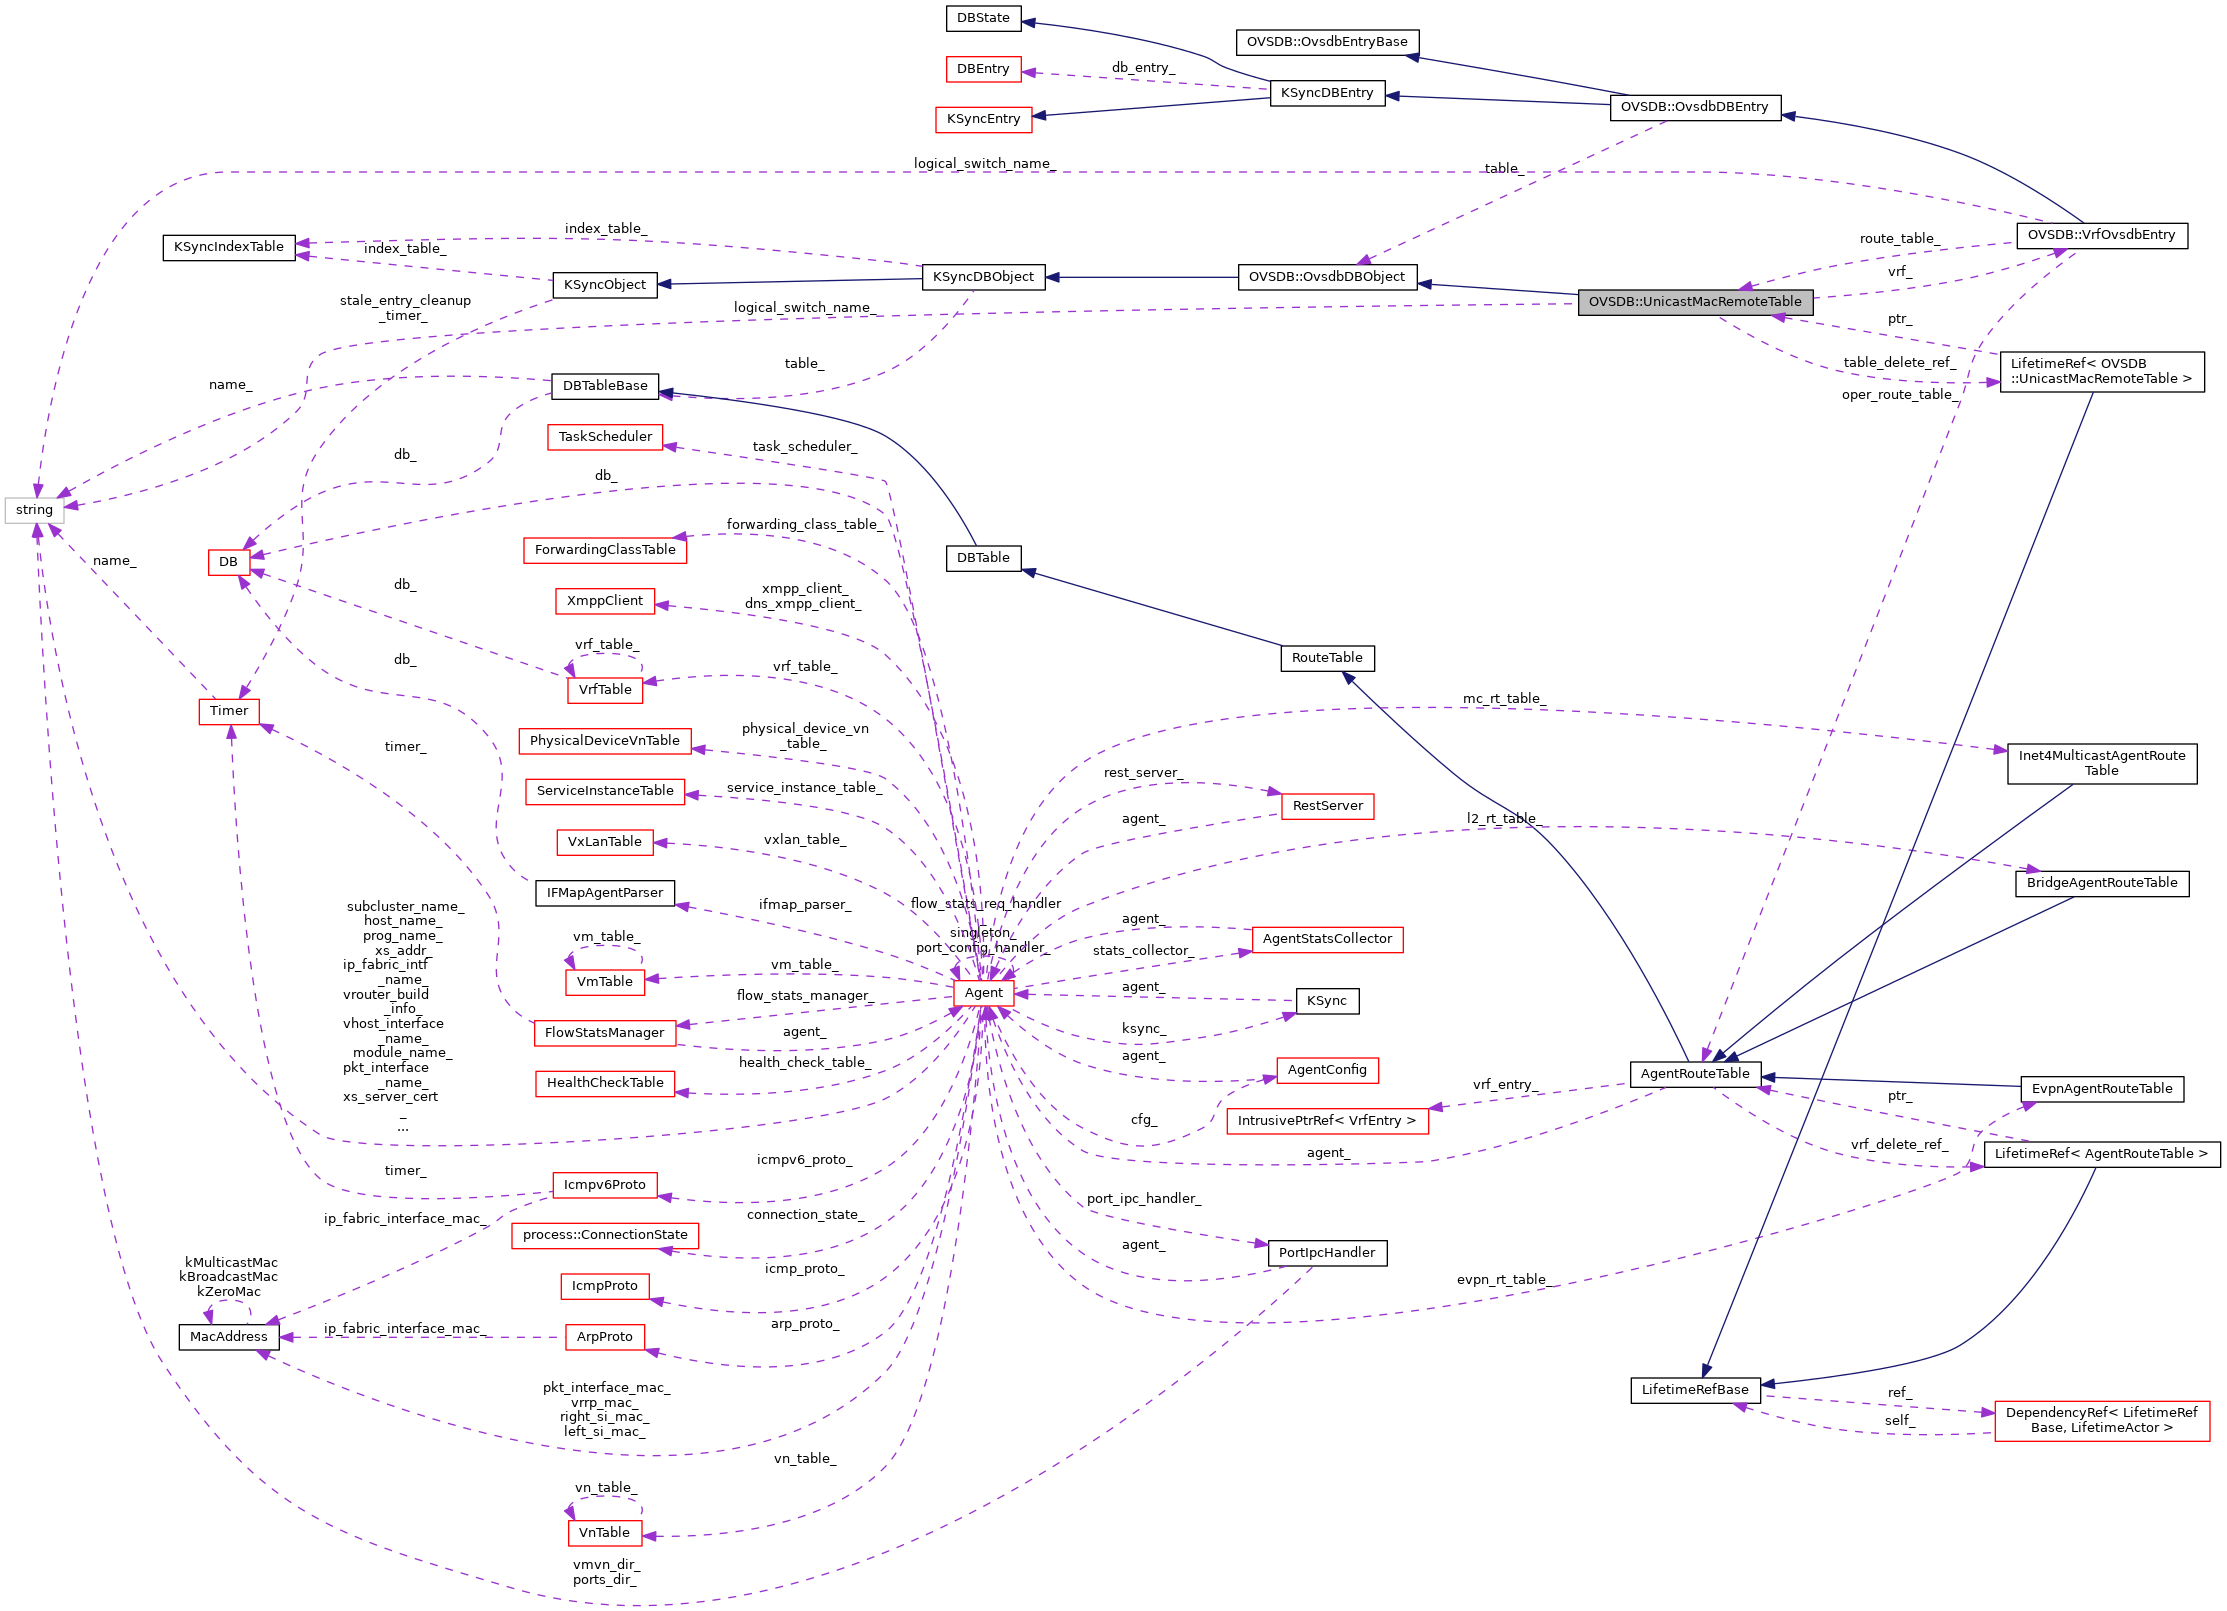 DBState
OVSDB::OvsdbEntryBase
DBEntry
db_entry_
KSyncDBEntry
OVSDB::OvsdbDBEntry
KSyncEntry
logical_switch_name_
table_
OVSDB::VrfOvsdbEntry
index_table_
KSyncIndexTable
index_table_
route_table_
vrf_
KSyncObject
KSyncDBObject
OVSDB::OvsdbDBObject
OVSDB::UnicastMacRemoteTable
stale_entry_cleanup
_timer_
logical_switch_name_
ptr_
table_
table_delete_ref_
LifetimeRef< OVSDB
::UnicastMacRemoteTable >
name_
DBTableBase
oper_route_table_
TaskScheduler
task_scheduler_
db_
db_
string
forwarding_class_table_
ForwardingClassTable
DB
name_
DBTable
db_
xmpp_client_
dns_xmpp_client_
XmppClient
vrf_table_
db_
vrf_table_
RouteTable
VrfTable
Timer
mc_rt_table_
physical_device_vn
_table_
PhysicalDeviceVnTable
timer_
Inet4MulticastAgentRoute
Table
rest_server_
ServiceInstanceTable
service_instance_table_
RestServer
agent_
l2_rt_table_
VxLanTable
vxlan_table_
BridgeAgentRouteTable
IFMapAgentParser
ifmap_parser_
flow_stats_req_handler
_
singleton_
port_config_handler_
agent_
AgentStatsCollector
stats_collector_
subcluster_name_
host_name_
prog_name_
xs_addr_
ip_fabric_intf
_name_
vrouter_build
_info_
vhost_interface
_name_
module_name_
pkt_interface
_name_
xs_server_cert
_
...
vm_table_
vm_table_
VmTable
Agent
agent_
KSync
flow_stats_manager_
FlowStatsManager
agent_
ksync_
agent_
health_check_table_
HealthCheckTable
AgentConfig
AgentRouteTable
vrf_entry_
EvpnAgentRouteTable
ptr_
cfg_
IntrusivePtrRef< VrfEntry >
agent_
vrf_delete_ref_
LifetimeRef< AgentRouteTable >
timer_
icmpv6_proto_
Icmpv6Proto
port_ipc_handler_
ip_fabric_interface_mac_
connection_state_
process::ConnectionState
agent_
PortIpcHandler
kMulticastMac
kBroadcastMac
kZeroMac
icmp_proto_
IcmpProto
evpn_rt_table_
MacAddress
ip_fabric_interface_mac_
ArpProto
arp_proto_
pkt_interface_mac_
vrrp_mac_
right_si_mac_
left_si_mac_
LifetimeRefBase
ref_
self_
DependencyRef< LifetimeRef
Base, LifetimeActor >
vn_table_
vn_table_
VnTable
vmvn_dir_
ports_dir_